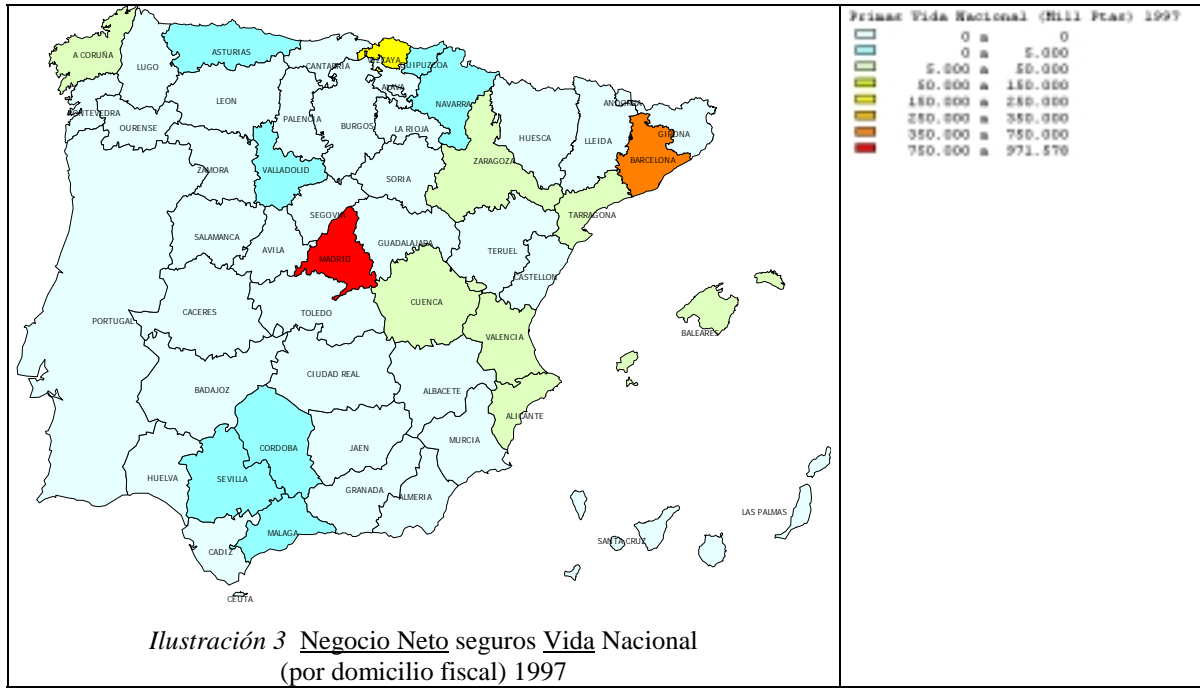 A CORUÑA
LUGO
ASTURIAS
CANTABRIA
VIZCAYA
GUIPUZCOA
ALAVA
NAVARRA
PONTEVEDRA
OURENSE
LEON
PALENCIA
BURGOS
LA RIOJA
HUESCA
LLEIDA
ANDORRA
GIRONA
BARCELONA
ZAMORA
VALLADOLID
SORIA
ZARAGOZA
TARRAGONA
SEGOVIA
SALAMANCA
AVILA
MADRID
GUADALAJARA
TERUEL
CASTELLON
PORTUGAL
CACERES
TOLEDO
CUENCA
VALENCIA
BALEARES
BADAJOZ
CIUDAD REAL
ALBACETE
ALICANTE
CORDOBA
JAEN
MURCIA
HUELVA
SEVILLA
GRANADA
ALMERIA
MALAGA
CADIZ
CEUTA
LAS PALMAS
SANTA CRUZ
Primas Vida Nacional (Mill Ptas) 1997
0 a 0
0 a 5.000
5.000 a 50.000
50.000 a 150.000
150.000 a 250.000
250.000 a 350.000
350.000 a 750.000
750.000 a 971.578
Ilustración 3 Negocio Neto seguros Vida Nacional
(por domicilio fiscal) 1997